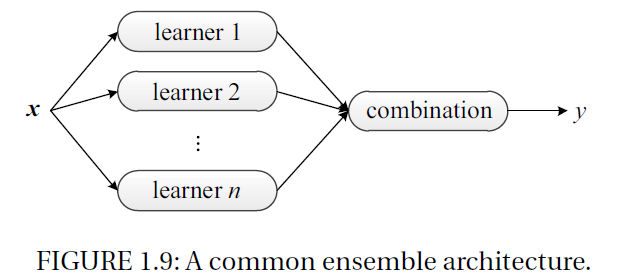 learner 1
learner 2
x
combination
y
⋮
learner n
FIGURE 1.9: A common ensemble architecture.